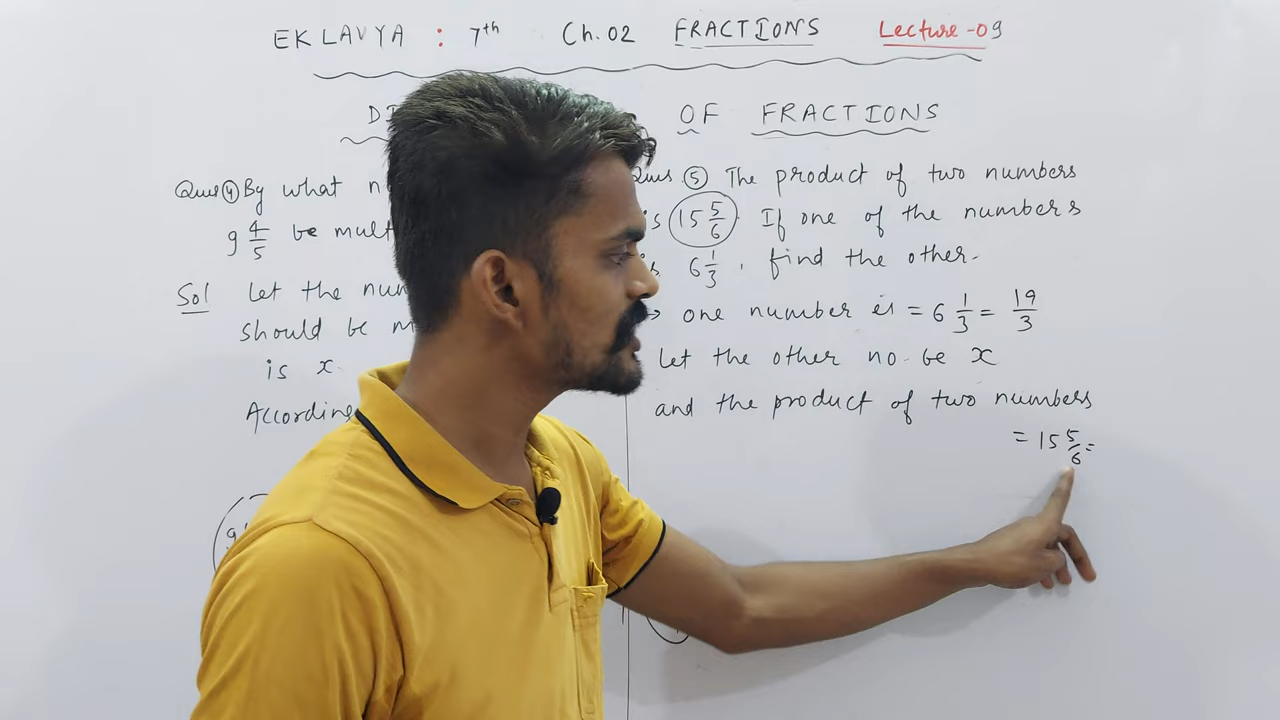 EKLAVYA : 7th Ch.02 FRACTIONS Lecture-09
OF FRACTIONS
Ques ④ By what
9 4/5 be
Sol Let the
should be
is x.
According
Ques ⑤ The product of two numbers
is 15 5/6. If one of the numbers
is 6 1/3, find the other.
→ one number is = 6 1/3 = 19/3
let the other no. be x
and the product of two numbers
= 15 5/6 =